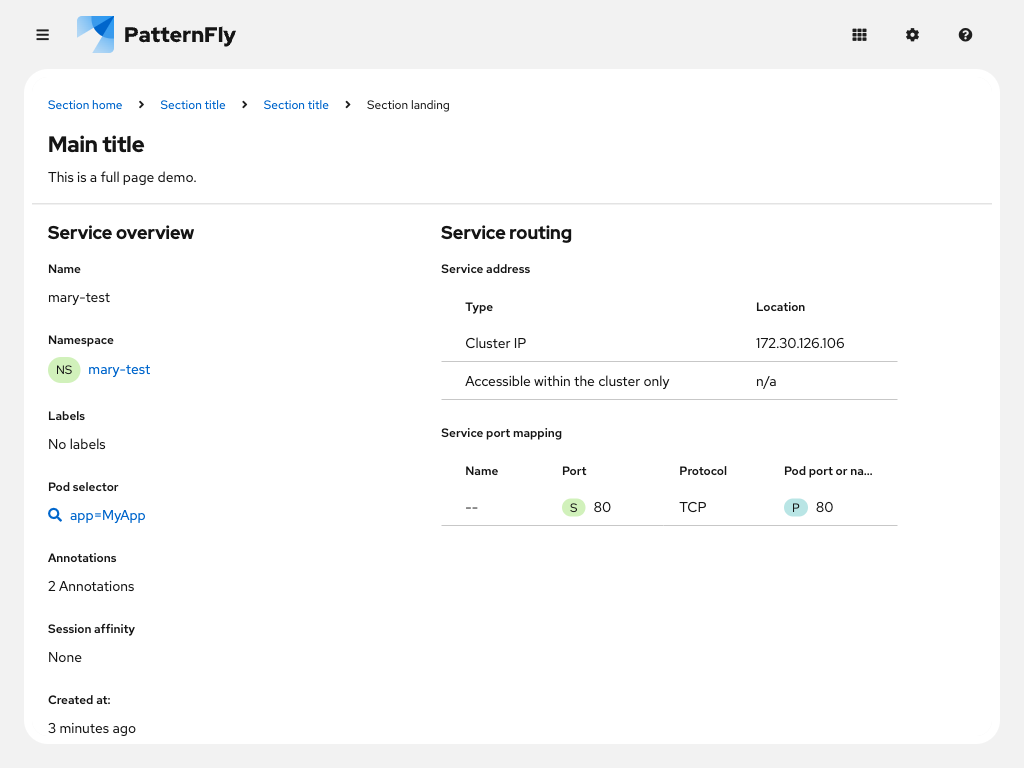 PatternFly
Section home Section title Section title Section landing
Main title
This is a full page demo.
Service overview
Name
mary-test
Namespace
NS mary-test
Labels
No labels
Pod selector
app=MyApp
Annotations
2 Annotations
Session affinity
None
Created at:
3 minutes ago
Service routing
Service address
Type Location
Cluster IP 172.30.126.106
Accessible within the cluster only n/a
Service port mapping
Name Port Protocol Pod port or na...
-- S 80 TCP P 80